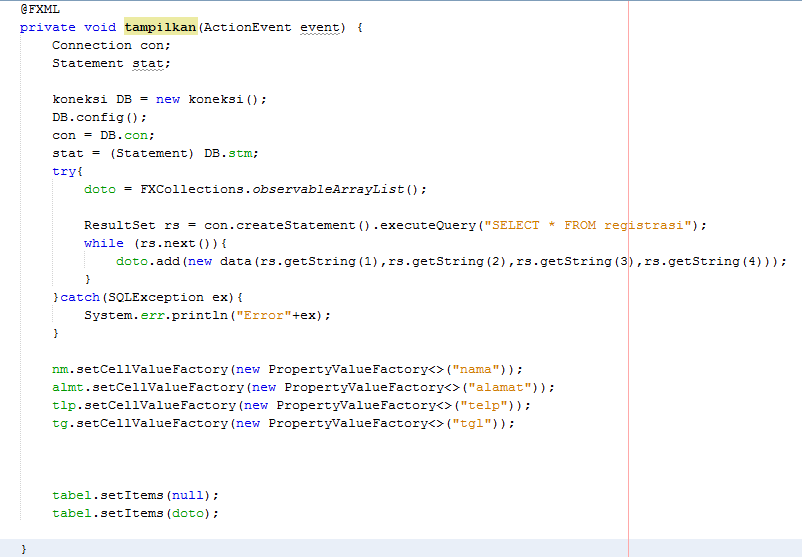 @FXML
private void tampilkan(ActionEvent event) {
    Connection con;
    Statement stat;

    koneksi DB = new koneksi();
    DB.config();
    con = DB.con;
    stat = (Statement) DB.stm;
    try{
        doto = FXCollections.observableArrayList();

        ResultSet rs = con.createStatement().executeQuery("SELECT * FROM registrasi");
        while (rs.next()){
            doto.add(new data(rs.getString(1),rs.getString(2),rs.getString(3),rs.getString(4)));
        }
    }catch(SQLException ex){
        System.err.println("Error"+ex);
    }

    nm.setCellValueFactory(new PropertyValueFactory<>("nama"));
    almt.setCellValueFactory(new PropertyValueFactory<>("alamat"));
    tlp.setCellValueFactory(new PropertyValueFactory<>("telp"));
    tg.setCellValueFactory(new PropertyValueFactory<>("tgl"));

    tabel.setItems(null);
    tabel.setItems(doto);

}